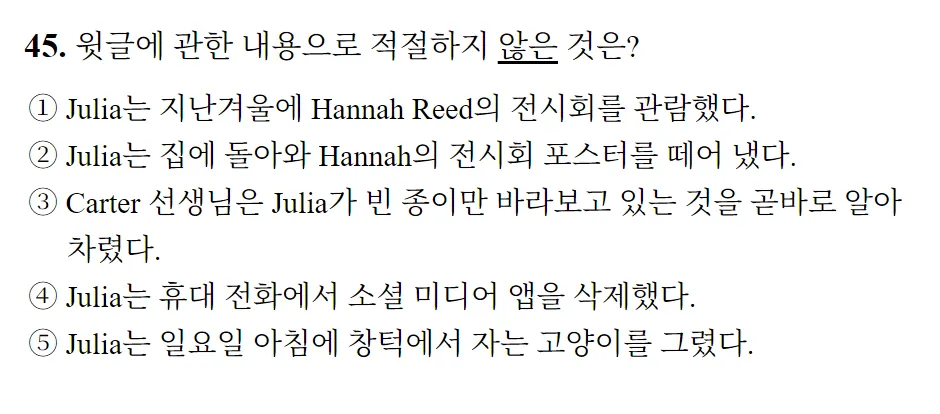 45. 윗글에 관한 내용으로 적절하지 않은 것은?
① Julia는 지난겨울에 Hannah Reed의 전시회를 관람했다.
② Julia는 집에 돌아와 Hannah의 전시회 포스터를 떼어 냈다.
③ Carter 선생님은 Julia가 빈 종이만 바라보고 있는 것을 곧바로 알아
차렸다.
④ Julia는 휴대 전화에서 소셜 미디어 앱을 삭제했다.
⑤ Julia는 일요일 아침에 창턱에서 자는 고양이를 그렸다.